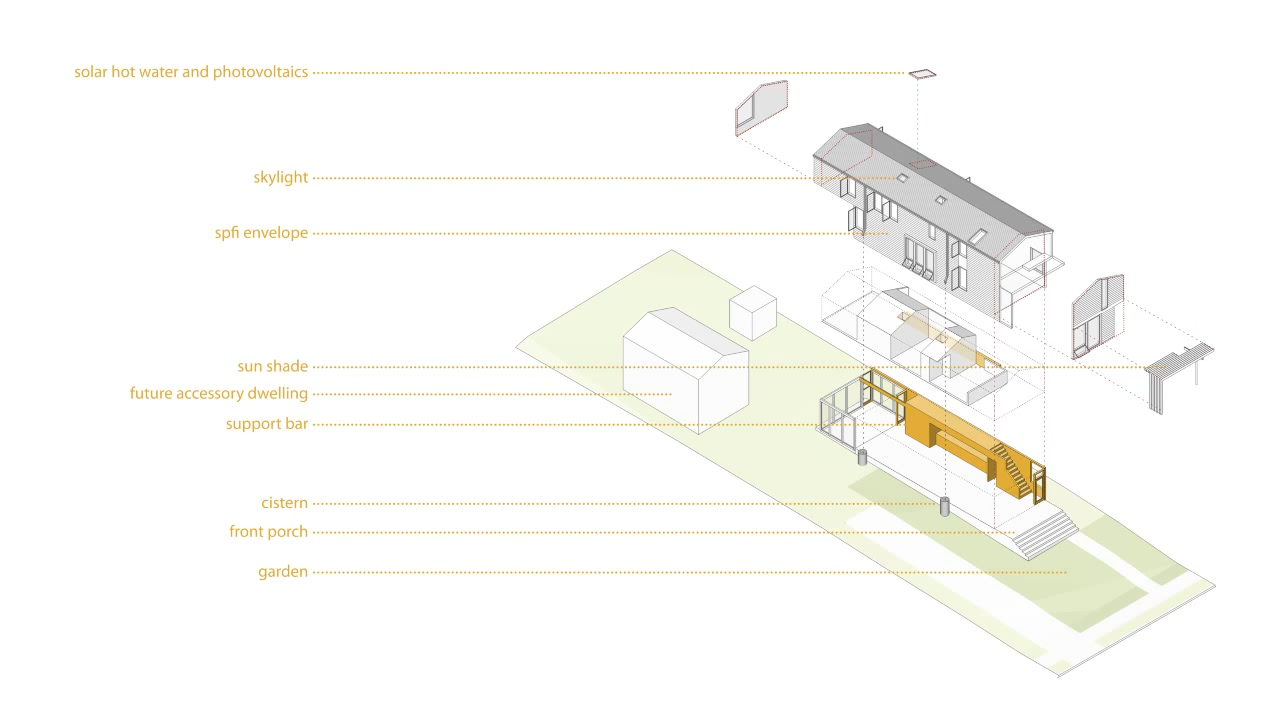 solar hot water and photovoltaics
skylight
spfi envelope
sun shade
future accessory dwelling
support bar
cistern
front porch
garden